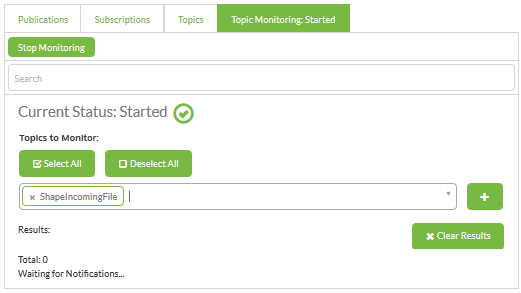 Publications Subscriptions Topics Topic Monitoring: Started
Stop Monitoring
Search
Current Status: Started
Topics to Monitor:
Select All Deselect All
ShapeIncomingFile
Results:
Clear Results
Total: 0
Waiting for Notifications...